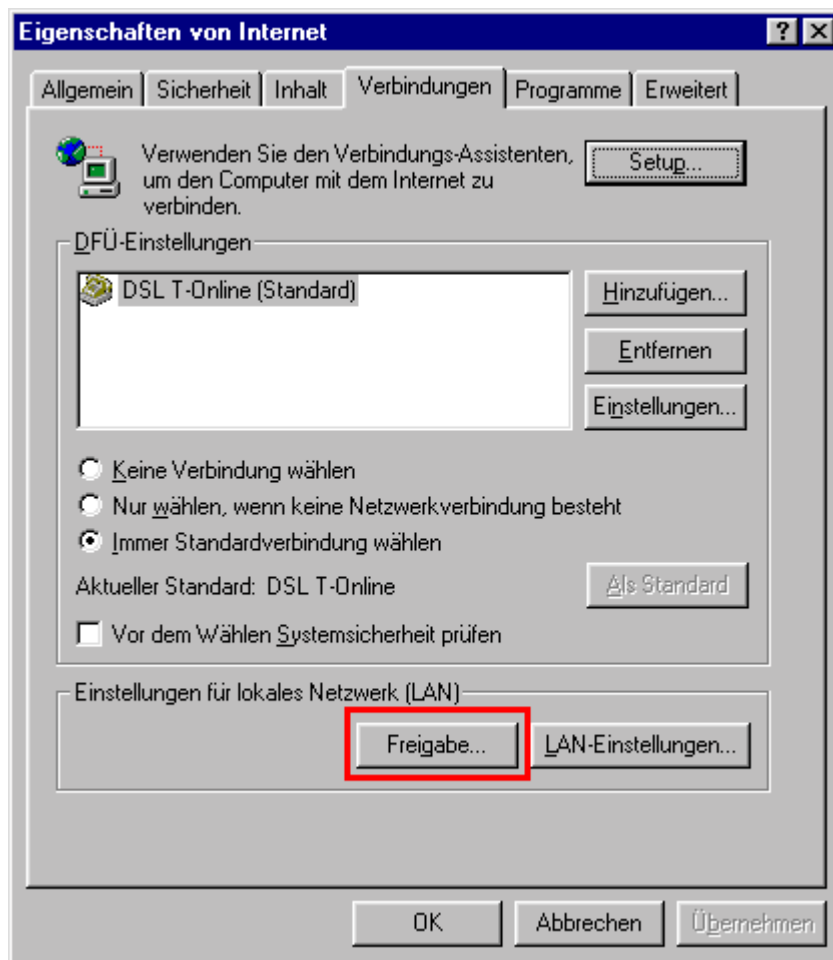 Eigenschaften von Internet
Allgemein Sicherheit Inhalt Verbindungen Programme Erweitert
Verwenden Sie den Verbindungs-Assistenten,
um den Computer mit dem Internet zu
verbinden.
Setup...
DFÜ-Einstellungen
DSL T-Online (Standard)
Hinzufügen...
Entfernen
Einstellungen...
Keine Verbindung wählen
Nur wählen, wenn keine Netzwerkverbindung besteht
Immer Standardverbindung wählen
Aktueller Standard: DSL T-Online
Als Standard
Vor dem Wählen Systemsicherheit prüfen
Einstellungen für lokales Netzwerk (LAN)
Freigabe... LAN-Einstellungen...
OK Abbrechen Übernehmen